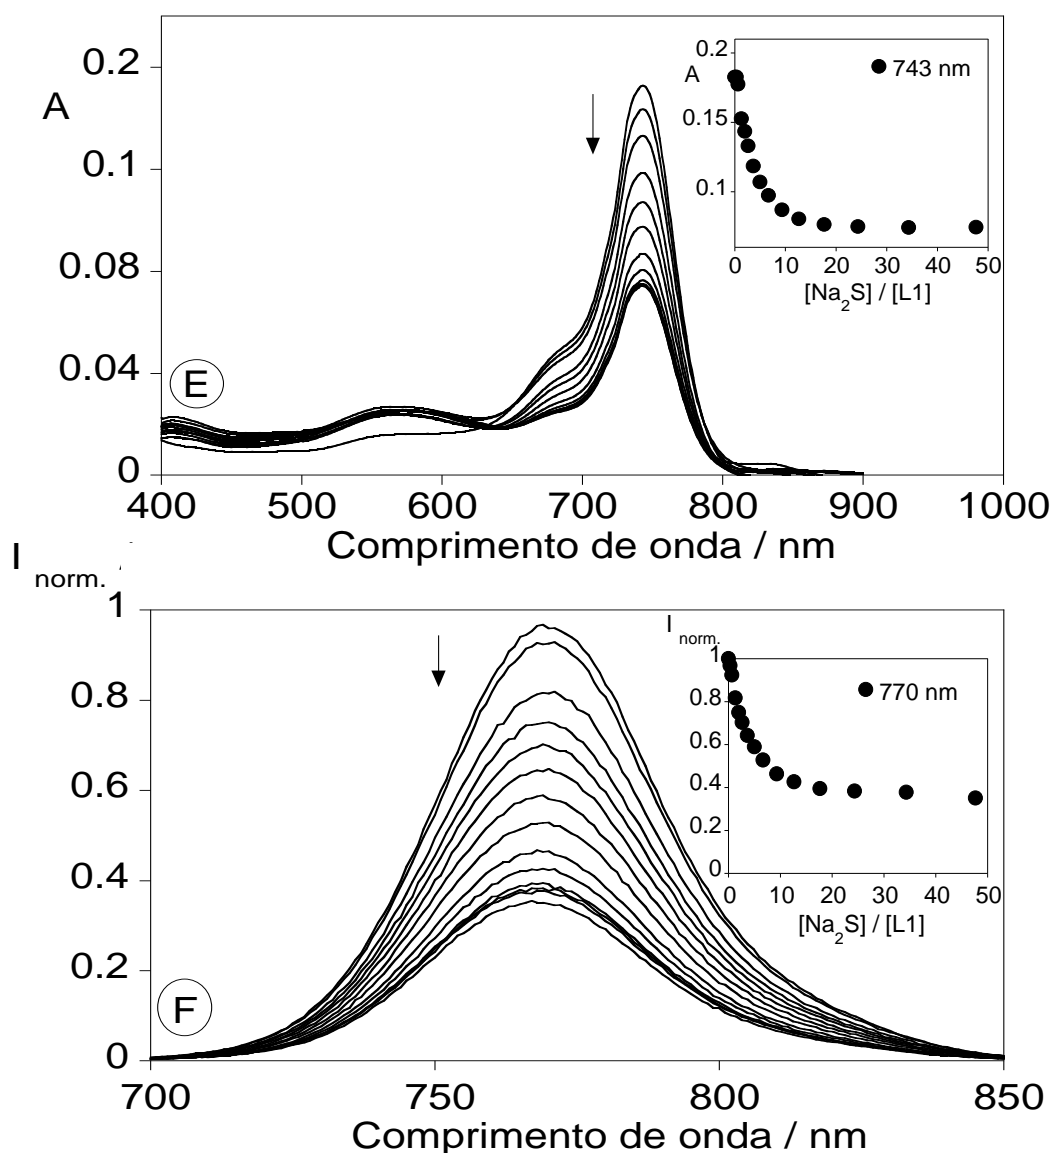 0.2
A
0.1
0.08
0.04
0
E
400 500 600 700 800 900 1000
Comprimento de onda / nm
0.2
A
743 nm
0.15
0.1
0 10 20 30 40 50
[Na2S] / [L1]
I norm.
1
0.8
0.6
0.4
0.2
0
F
700 750 800 850
Comprimento de onda / nm
I norm.
1
770 nm
0.8
0.6
0.4
0.2
0
0 10 20 30 40 50
[Na2S] / [L1]